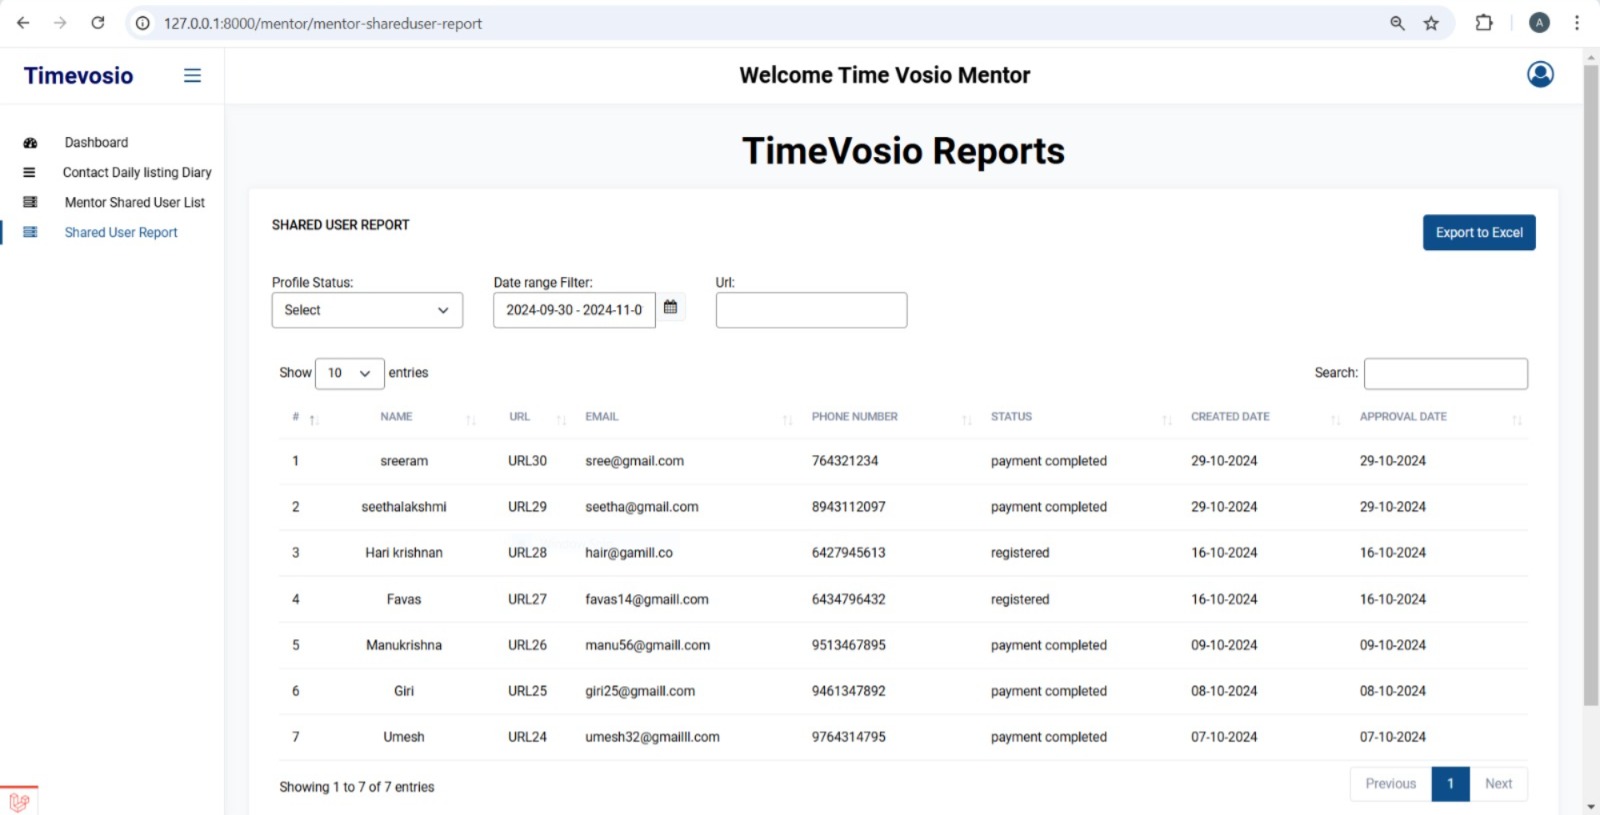 127.0.0.1:8000/mentor/mentor-shareduser-report
A
Timevosio
Welcome Time Vosio Mentor
Dashboard
Contact Daily listing Diary
Mentor Shared User List
Shared User Report
TimeVosio Reports
SHARED USER REPORT
Export to Excel
Profile Status: Date range Filter: Url:
Select 2024-09-30 - 2024-11-0
Show 10 entries Search:
# NAME URL EMAIL PHONE NUMBER STATUS CREATED DATE APPROVAL DATE
1 sreeram URL30 sree@gmail.com 764321234 payment completed 29-10-2024 29-10-2024
2 seethalakshmi URL29 seetha@gmail.com 8943112097 payment completed 29-10-2024 29-10-2024
3 Hari krishnan URL28 hair@gamill.co 6427945613 registered 16-10-2024 16-10-2024
4 Favas URL27 favas14@gmaill.com 6434796432 registered 16-10-2024 16-10-2024
5 Manukrishna URL26 manu56@gmaill.com 9513467895 payment completed 09-10-2024 09-10-2024
6 Giri URL25 giri25@gmaill.com 9461347892 payment completed 08-10-2024 08-10-2024
7 Umesh URL24 umesh32@gmailll.com 9764314795 payment completed 07-10-2024 07-10-2024
Showing 1 to 7 of 7 entries
Previous 1 Next